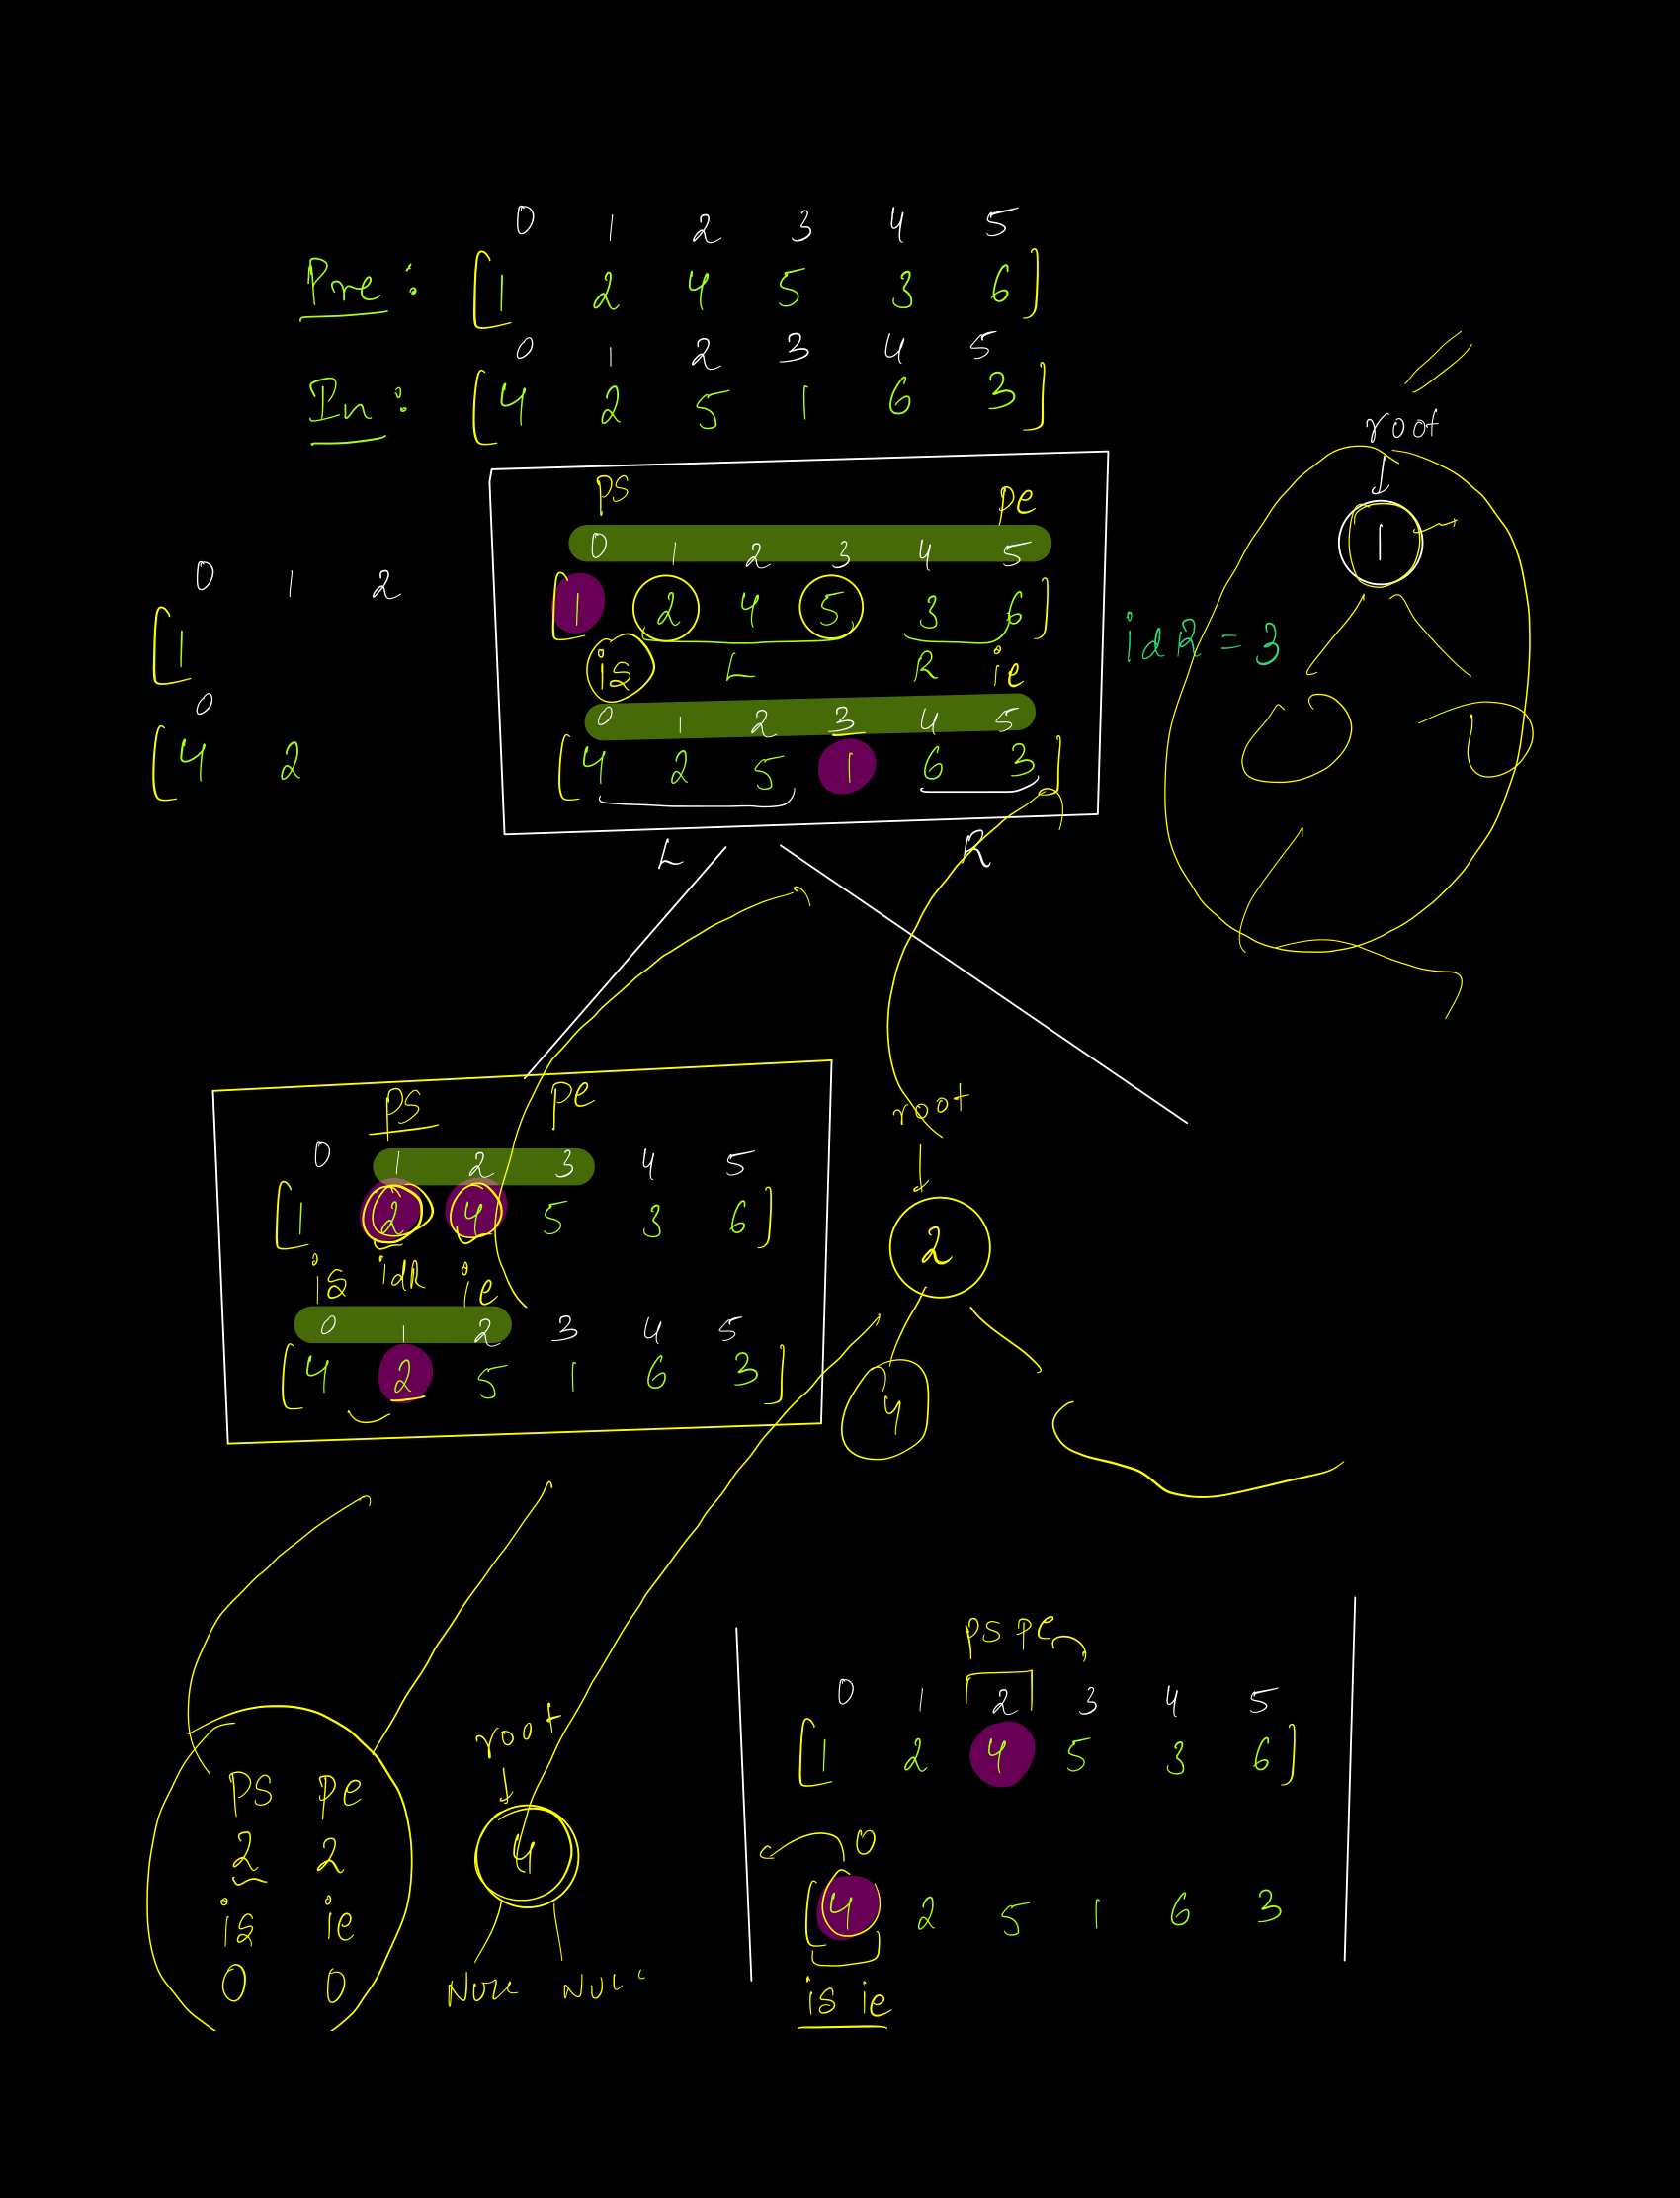 0 1 2 3 4 5
Pre : [ 1 2 4 5 3 6 ]
0 1 2 3 4 5
In : [ 4 2 5 1 6 3 ]
root
1
ps pe
0 1 2 3 4 5
[ 1 2 4 5 3 6 ]
is L R ie
0 1 2 3 4 5
[ 4 2 5 1 6 3 ]
idR = 3
0 1 2
[ 1
0
[ 4 2
L R
ps pe
0 1 2 3 4 5
[ 1 2 4 5 3 6 ]
is idR ie
0 1 2 3 4 5
[ 4 2 5 1 6 3 ]
root
2
4
ps pe
2 2
is ie
0 0
root
4
NULL NULL
ps pe
0 1 2 3 4 5
[ 1 2 4 5 3 6 ]
0
[ 4 2 5 1 6 3
is ie